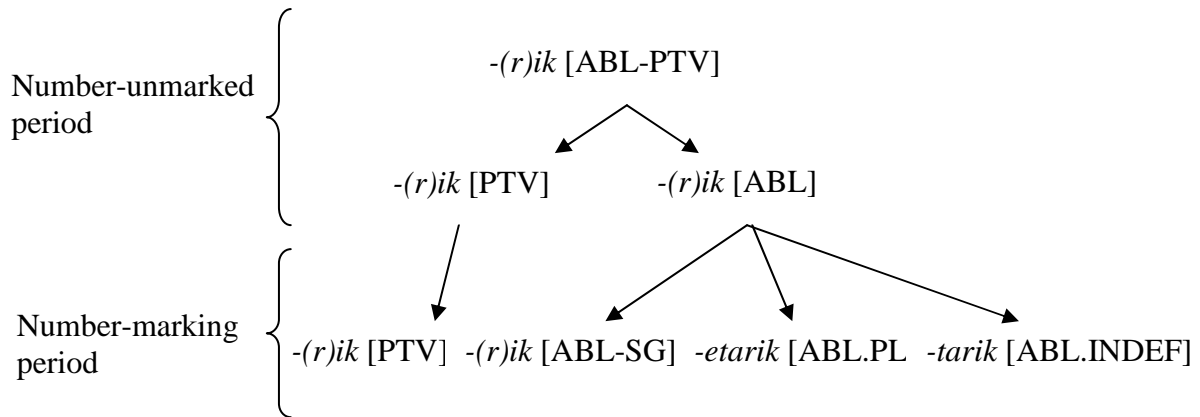 -(r)ik [ABL-PTV]
Number-unmarked
period
-(r)ik [PTV] -(r)ik [ABL]
Number-marking
period
-(r)ik [PTV] -(r)ik [ABL-SG] -etarik [ABL.PL -tarik [ABL.INDEF]